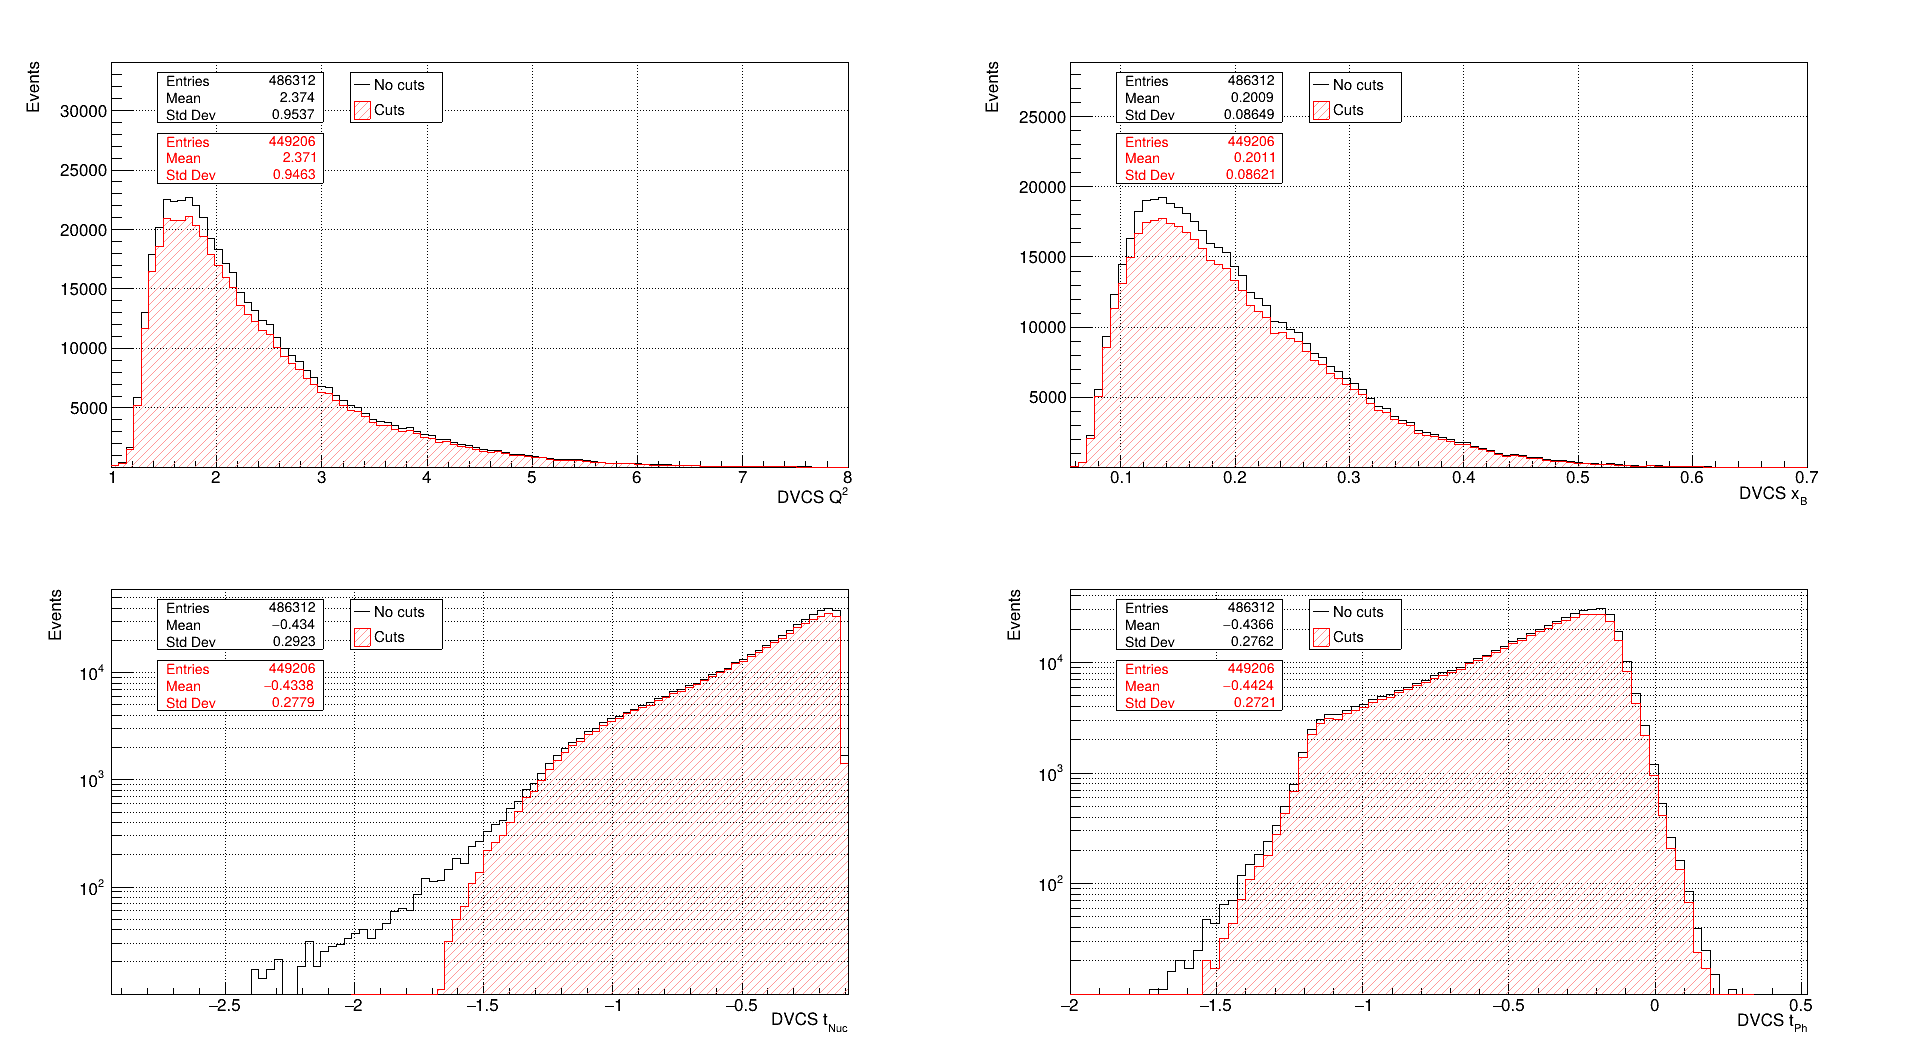 Events
Entries 486312
Mean 2.374
Std Dev 0.9537
No cuts
Cuts
Entries 449206
Mean 2.371
Std Dev 0.9463
30000
25000
20000
15000
10000
5000
1 2 3 4 5 6 7 8
DVCS Q²
Events
Entries 486312
Mean 0.2009
Std Dev 0.08649
No cuts
Cuts
Entries 449206
Mean 0.2011
Std Dev 0.08621
25000
20000
15000
10000
5000
0.1 0.2 0.3 0.4 0.5 0.6 0.7
DVCS x_B
Events
Entries 486312
Mean −0.434
Std Dev 0.2923
No cuts
Cuts
Entries 449206
Mean −0.4338
Std Dev 0.2779
10⁴
10³
10²
−2.5 −2 −1.5 −1 −0.5
DVCS t_Nuc
Events
Entries 486312
Mean −0.4366
Std Dev 0.2762
No cuts
Cuts
Entries 449206
Mean −0.4424
Std Dev 0.2721
10⁴
10³
10²
−2 −1.5 −1 −0.5 0 0.5
DVCS t_Ph